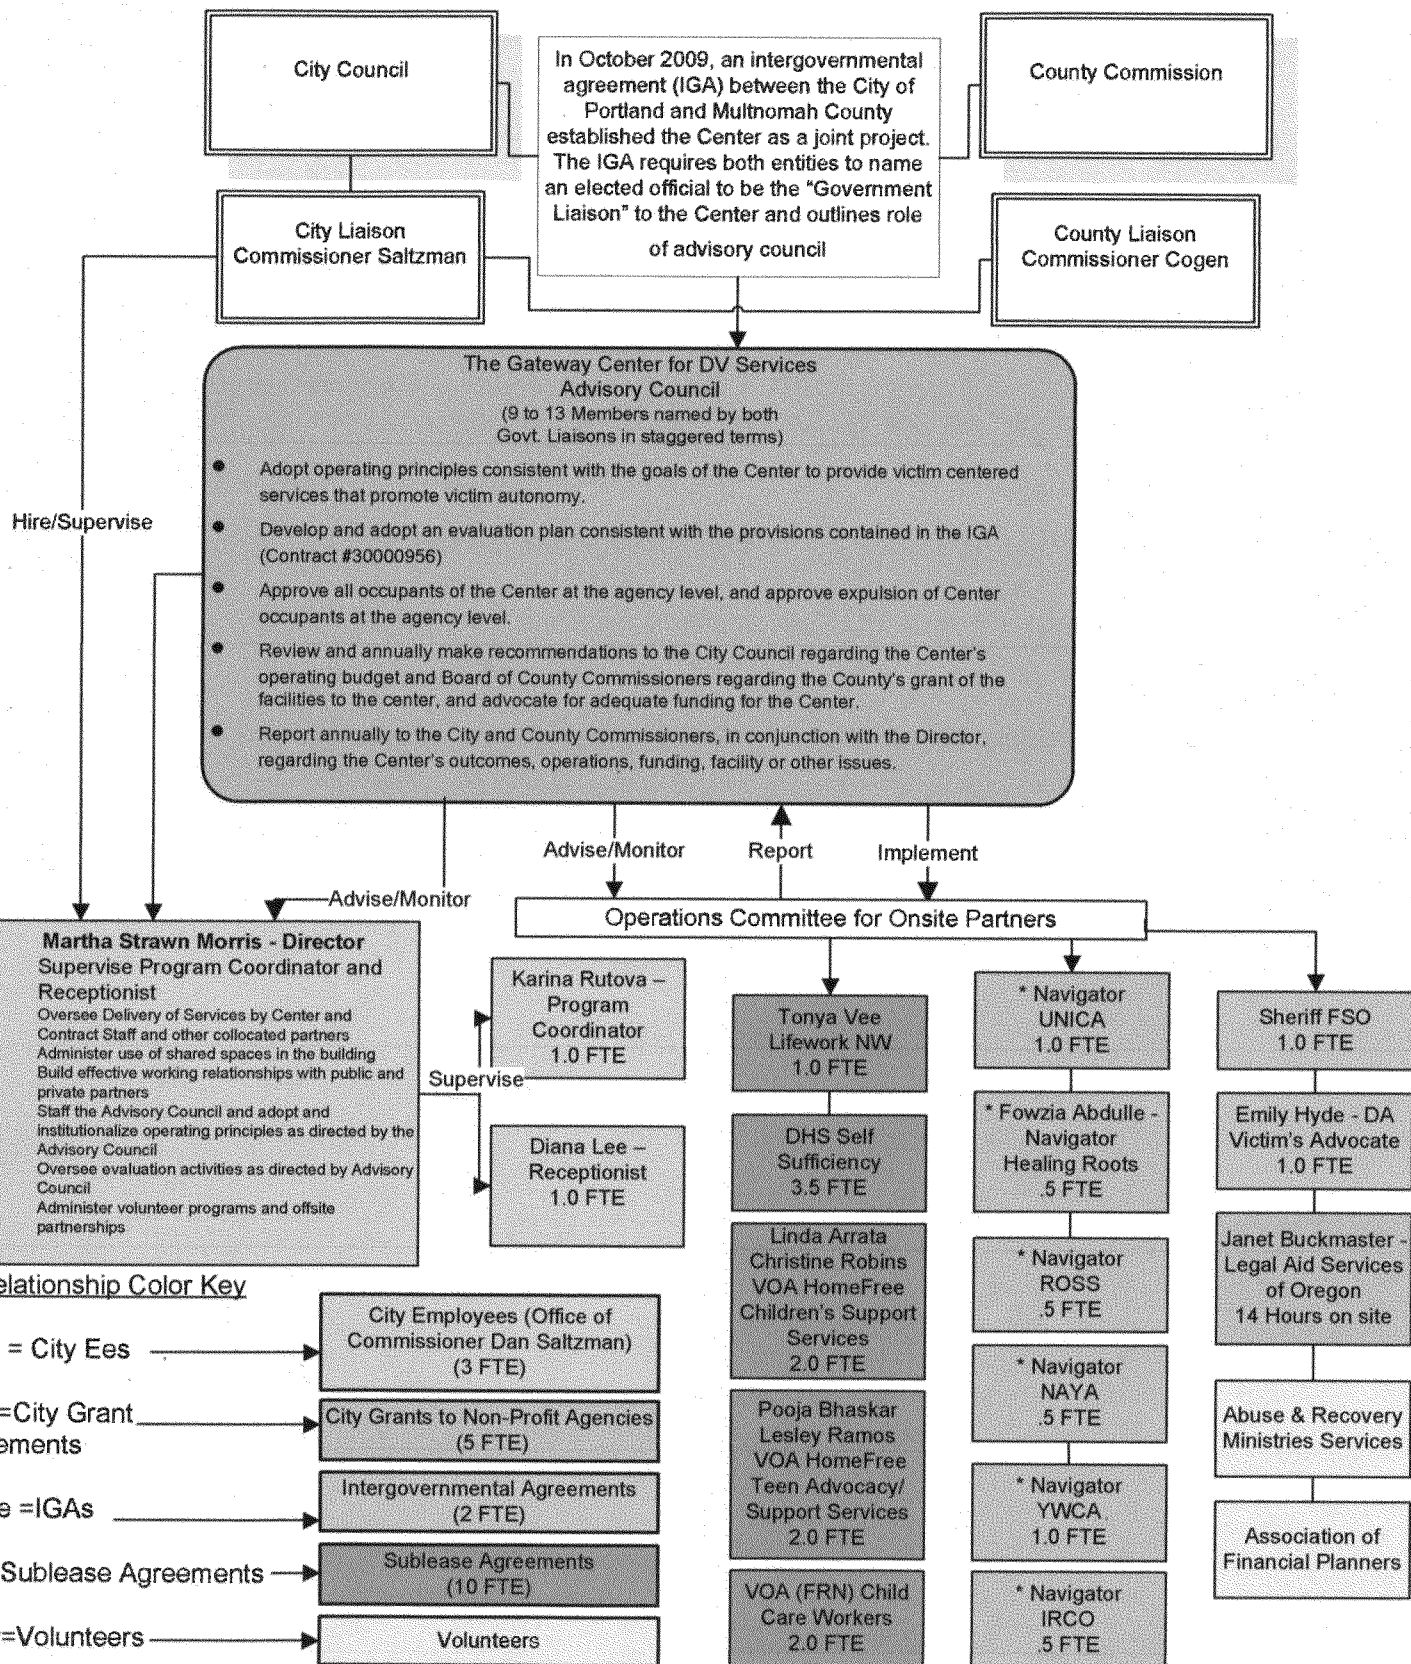 City Council
In October 2009, an intergovernmental
agreement (IGA) between the City of
Portland and Multnomah County
established the Center as a joint project.
The IGA requires both entities to name
an elected official to be the "Government
Liaison" to the Center and outlines role
of advisory council
County Commission
City Liaison
Commissioner Saltzman
County Liaison
Commissioner Cogen
The Gateway Center for DV Services
Advisory Council
(9 to 13 Members named by both
Govt. Liaisons in staggered terms)
● Adopt operating principles consistent with the goals of the Center to provide victim centered
services that promote victim autonomy.
● Develop and adopt an evaluation plan consistent with the provisions contained in the IGA
(Contract #30000956)
● Approve all occupants of the Center at the agency level, and approve expulsion of Center
occupants at the agency level.
● Review and annually make recommendations to the City Council regarding the Center's
operating budget and Board of County Commissioners regarding the County's grant of the
facilities to the center, and advocate for adequate funding for the Center.
● Report annually to the City and County Commissioners, in conjunction with the Director,
regarding the Center's outcomes, operations, funding, facility or other issues.
Hire/Supervise
Advise/Monitor
Advise/Monitor
Report
Implement
Operations Committee for Onsite Partners
Martha Strawn Morris - Director
Supervise Program Coordinator and
Receptionist
Oversee Delivery of Services by Center and
Contract Staff and other collocated partners
Administer use of shared spaces in the building
Build effective working relationships with public and
private partners
Staff the Advisory Council and adopt and
institutionalize operating principles as directed by the
Advisory Council
Oversee evaluation activities as directed by Advisory
Council
Administer volunteer programs and offsite
partnerships
Supervise
Karina Rutova –
Program
Coordinator
1.0 FTE
Diana Lee –
Receptionist
1.0 FTE
Tonya Vee
Lifework NW
1.0 FTE
DHS Self
Sufficiency
3.5 FTE
Linda Arrata
Christine Robins
VOA HomeFree
Children's Support
Services
2.0 FTE
Pooja Bhaskar
Lesley Ramos
VOA HomeFree
Teen Advocacy/
Support Services
2.0 FTE
VOA (FRN) Child
Care Workers
2.0 FTE
* Navigator
UNICA
1.0 FTE
* Fowzia Abdulle -
Navigator
Healing Roots
.5 FTE
* Navigator
ROSS
.5 FTE
* Navigator
NAYA
.5 FTE
* Navigator
YWCA
1.0 FTE
* Navigator
IRCO
.5 FTE
Sheriff FSO
1.0 FTE
Emily Hyde - DA
Victim's Advocate
1.0 FTE
Janet Buckmaster -
Legal Aid Services
of Oregon
14 Hours on site
Abuse & Recovery
Ministries Services
Association of
Financial Planners
elationship Color Key
= City Ees
City Employees (Office of
Commissioner Dan Saltzman)
(3 FTE)
=City Grant
ements
City Grants to Non-Profit Agencies
(5 FTE)
e =IGAs
Intergovernmental Agreements
(2 FTE)
Sublease Agreements
Sublease Agreements
(10 FTE)
=Volunteers
Volunteers